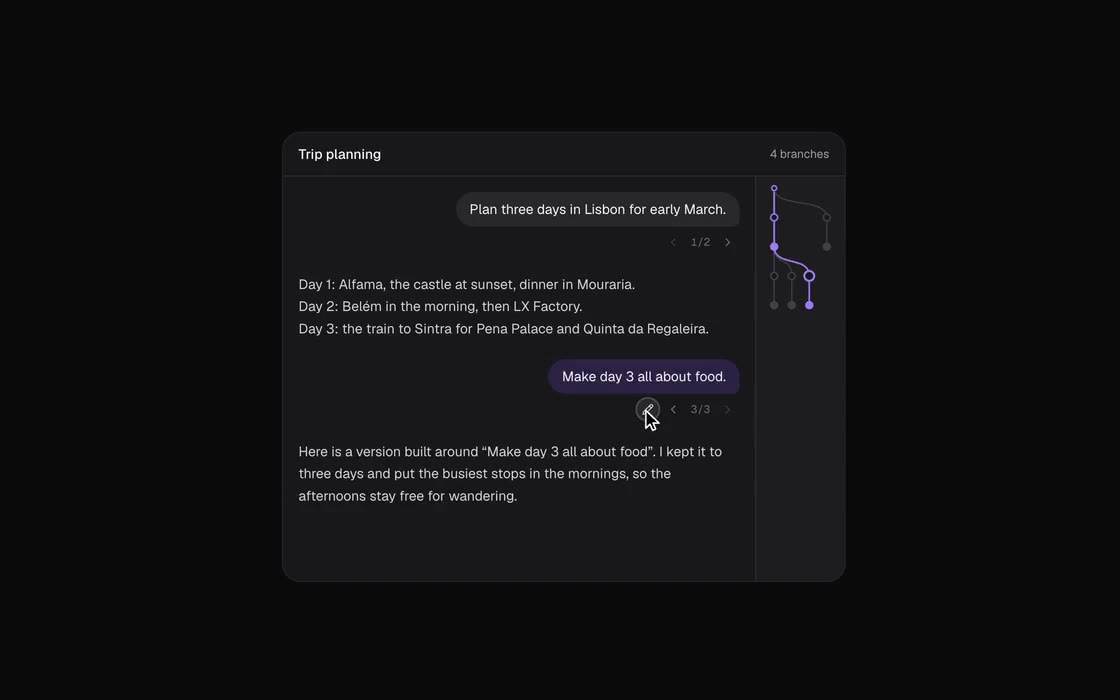 Trip planning
4 branches
Plan three days in Lisbon for early March.
1/2
Day 1: Alfama, the castle at sunset, dinner in Mouraria.
Day 2: Belém in the morning, then LX Factory.
Day 3: the train to Sintra for Pena Palace and Quinta da Regaleira.
Make day 3 all about food.
3/3
Here is a version built around “Make day 3 all about food”. I kept it to
three days and put the busiest stops in the mornings, so the
afternoons stay free for wandering.